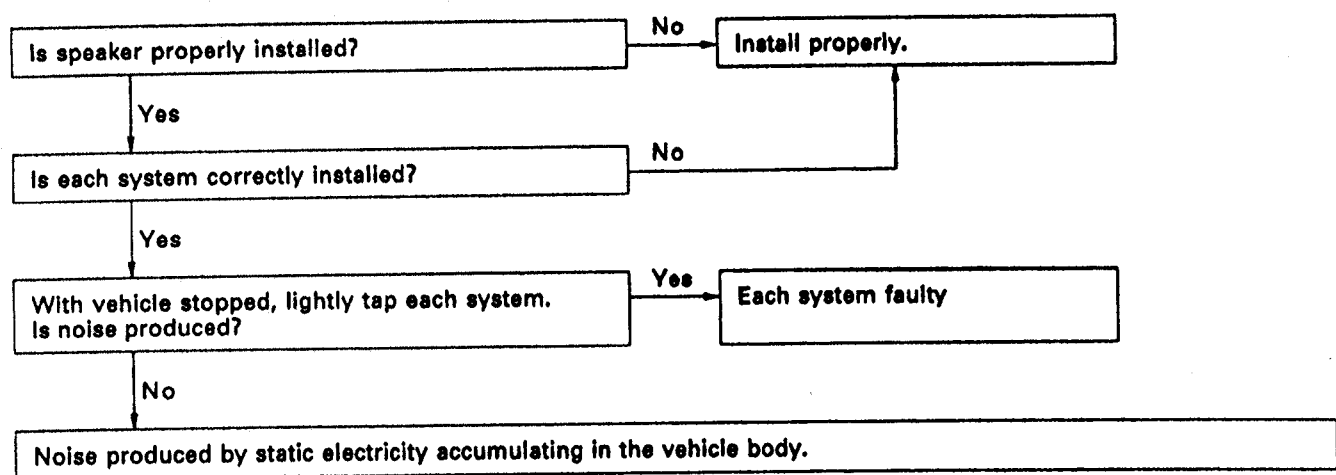 Is speaker properly installed?
No
Install properly.
Yes
Is each system correctly installed?
No
Yes
With vehicle stopped, lightly tap each system.
Is noise produced?
Yes
Each system faulty
No
Noise produced by static electricity accumulating in the vehicle body.